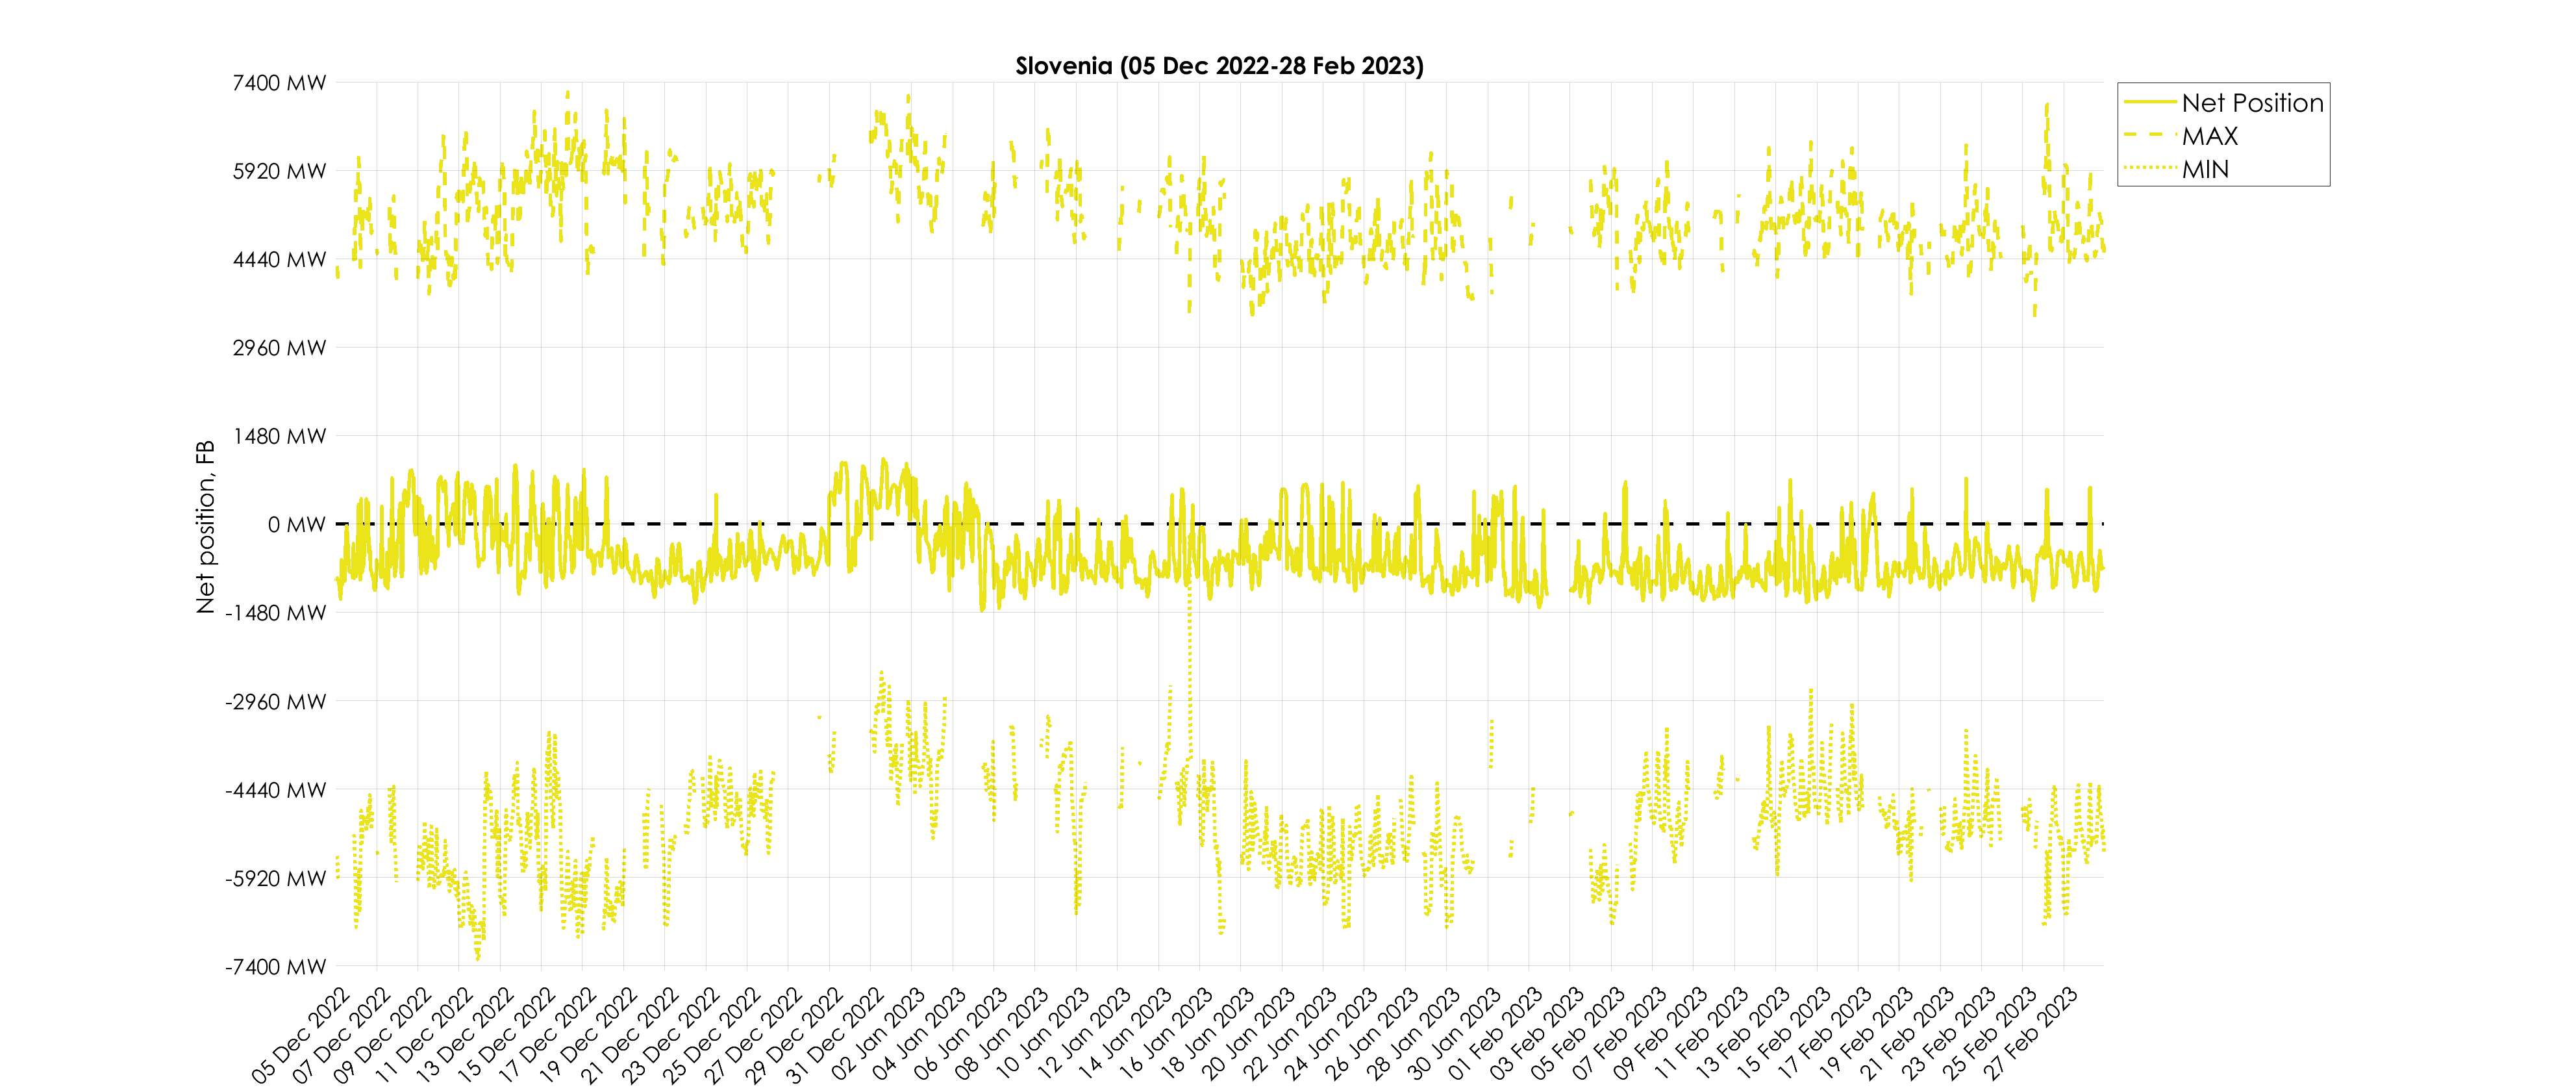 Slovenia (05 Dec 2022-28 Feb 2023)
7400 MW
5920 MW
4440 MW
2960 MW
1480 MW
0 MW
-1480 MW
-2960 MW
-4440 MW
-5920 MW
-7400 MW
Net position, FB
Net Position
MAX
MIN
05 Dec 2022
07 Dec 2022
09 Dec 2022
11 Dec 2022
13 Dec 2022
15 Dec 2022
17 Dec 2022
19 Dec 2022
21 Dec 2022
23 Dec 2022
25 Dec 2022
27 Dec 2022
29 Dec 2022
31 Dec 2022
02 Jan 2023
04 Jan 2023
06 Jan 2023
08 Jan 2023
10 Jan 2023
12 Jan 2023
14 Jan 2023
16 Jan 2023
18 Jan 2023
20 Jan 2023
22 Jan 2023
24 Jan 2023
26 Jan 2023
28 Jan 2023
30 Jan 2023
01 Feb 2023
03 Feb 2023
05 Feb 2023
07 Feb 2023
09 Feb 2023
11 Feb 2023
13 Feb 2023
15 Feb 2023
17 Feb 2023
19 Feb 2023
21 Feb 2023
23 Feb 2023
25 Feb 2023
27 Feb 2023